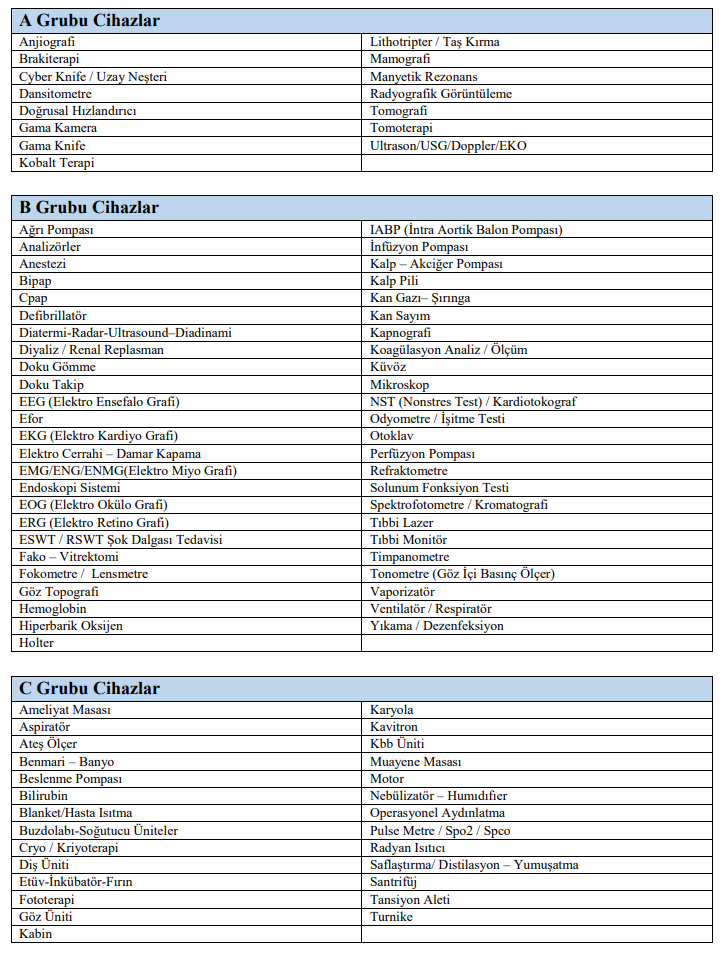 A Grubu Cihazlar
Anjiografi Lithotripter / Taş Kırma
Brakiterapi Mamografi
Cyber Knife / Uzay Neşteri Manyetik Rezonans
Dansitometre Radyografik Görüntüleme
Doğrusal Hızlandırıcı Tomografi
Gama Kamera Tomoterapi
Gama Knife Ultrason/USG/Doppler/EKO
Kobalt Terapi
B Grubu Cihazlar
Ağrı Pompası IABP (İntra Aortik Balon Pompası)
Analizörler İnfüzyon Pompası
Anestezi Kalp – Akciğer Pompası
Bipap Kalp Pili
Cpap Kan Gazı– Şırınga
Defibrillatör Kan Sayım
Diatermi-Radar-Ultrasound–Diadinami Kapnografi
Diyaliz / Renal Replasman Koagülasyon Analiz / Ölçüm
Doku Gömme Küvöz
Doku Takip Mikroskop
EEG (Elektro Ensefalo Grafi) NST (Nonstres Test) / Kardiotokograf
Efor Odyometre / İşitme Testi
EKG (Elektro Kardiyo Grafi) Otoklav
Elektro Cerrahi – Damar Kapama Perfüzyon Pompası
EMG/ENG/ENMG(Elektro Miyo Grafi) Refraktometre
Endoskopi Sistemi Solunum Fonksiyon Testi
EOG (Elektro Okülo Grafi) Spektrofotometre / Kromatografi
ERG (Elektro Retino Grafi) Tıbbi Lazer
ESWT / RSWT Şok Dalgası Tedavisi Tıbbi Monitör
Fako – Vitrektomi Timpanometre
Fokometre / Lensmetre Tonometre (Göz İçi Basınç Ölçer)
Göz Topografi Vaporizatör
Hemoglobin Ventilatör / Respiratör
Hiperbarik Oksijen Yıkama / Dezenfeksiyon
Holter
C Grubu Cihazlar
Ameliyat Masası Karyola
Aspiratör Kavitron
Ateş Ölçer Kbb Üniti
Benmari – Banyo Muayene Masası
Beslenme Pompası Motor
Bilirubin Nebülizatör – Humıdıfıer
Blanket/Hasta Isıtma Operasyonel Aydınlatma
Buzdolabı-Soğutucu Üniteler Pulse Metre / Spo2 / Spco
Cryo / Kriyoterapi Radyan Isıtıcı
Diş Üniti Saflaştırma/ Distilasyon – Yumuşatma
Etüv-İnkübatör-Fırın Santrifüj
Fototerapi Tansiyon Aleti
Göz Üniti Turnike
Kabin